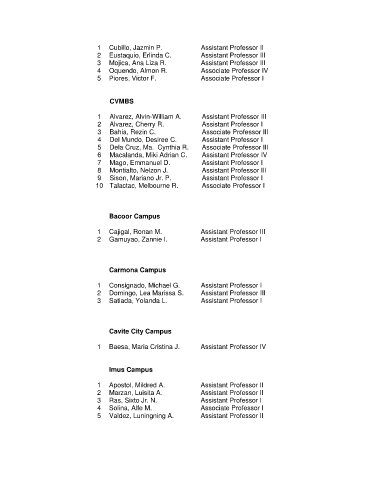 1 Cubillo, Jazmin P. Assistant Professor II
2 Eustaquio, Erlinda C. Assistant Professor III
3 Mojica, Ana Liza R. Assistant Professor III
4 Oquendo, Almon R. Associate Professor IV
5 Piores, Victor F. Associate Professor I
CVMBS
1 Alvarez, Alvin-William A. Assistant Professor III
2 Alvarez, Cherry R. Assistant Professor I
3 Bahia, Rezin C. Associate Professor III
4 Del Mundo, Desiree C. Assistant Professor I
5 Dela Cruz, Ma. Cynthia R. Associate Professor III
6 Macalanda, Miki Adrian C. Assistant Professor IV
7 Mago, Emmanuel D. Assistant Professor I
8 Montialto, Nelzon J. Assistant Professor III
9 Sison, Mariano Jr. P. Assistant Professor I
10 Talactac, Melbourne R. Associate Professor I
Bacoor Campus
1 Cajigal, Ronan M. Assistant Professor III
2 Gamuyao, Zannie I. Assistant Professor I
Carmona Campus
1 Consignado, Michael G. Assistant Professor I
2 Domingo, Lea Marissa S. Assistant Professor III
3 Satiada, Yolanda L. Assistant Professor I
Cavite City Campus
1 Baesa, Maria Cristina J. Assistant Professor IV
Imus Campus
1 Apostol, Mildred A. Assistant Professor II
2 Marzan, Luisita A. Assistant Professor II
3 Ras, Sixto Jr. N. Assistant Professor I
4 Solina, Alfe M. Associate Professor I
5 Valdez, Luningning A. Assistant Professor II